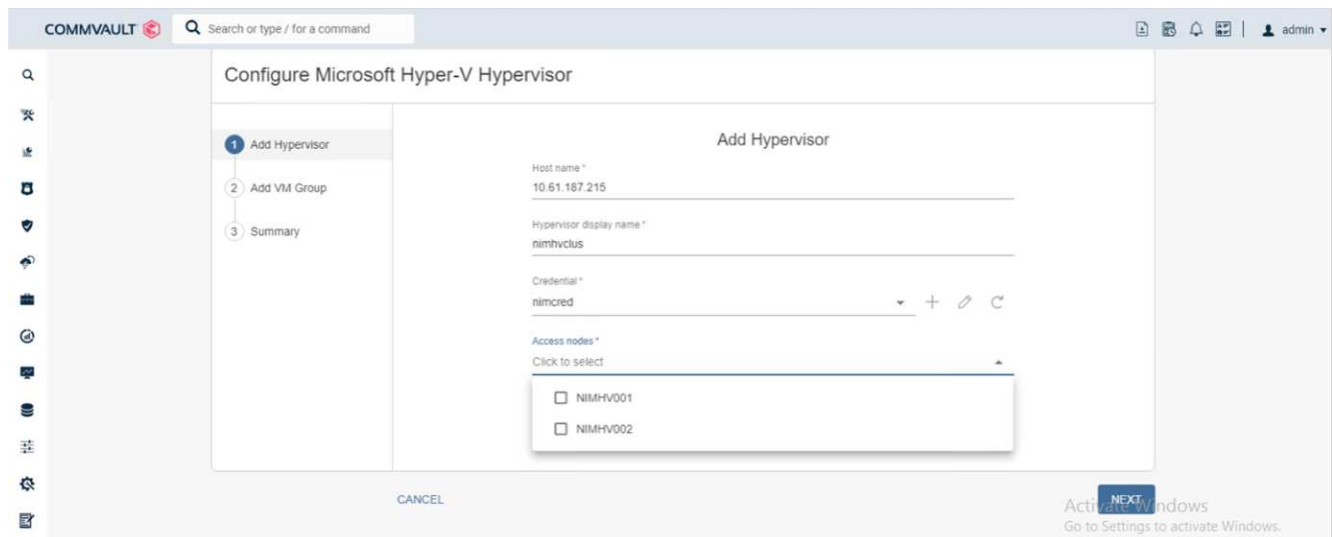 COMMVAULT
Search or type / for a command
admin
Configure Microsoft Hyper-V Hypervisor
1 Add Hypervisor
2 Add VM Group
3 Summary
Add Hypervisor
Host name *
10.61.187.215
Hypervisor display name *
nimhvclus
Credential *
nimcred
Access nodes *
Click to select
NIMHV001
NIMHV002
CANCEL
NEXT
Activate Windows
Go to Settings to activate Windows.